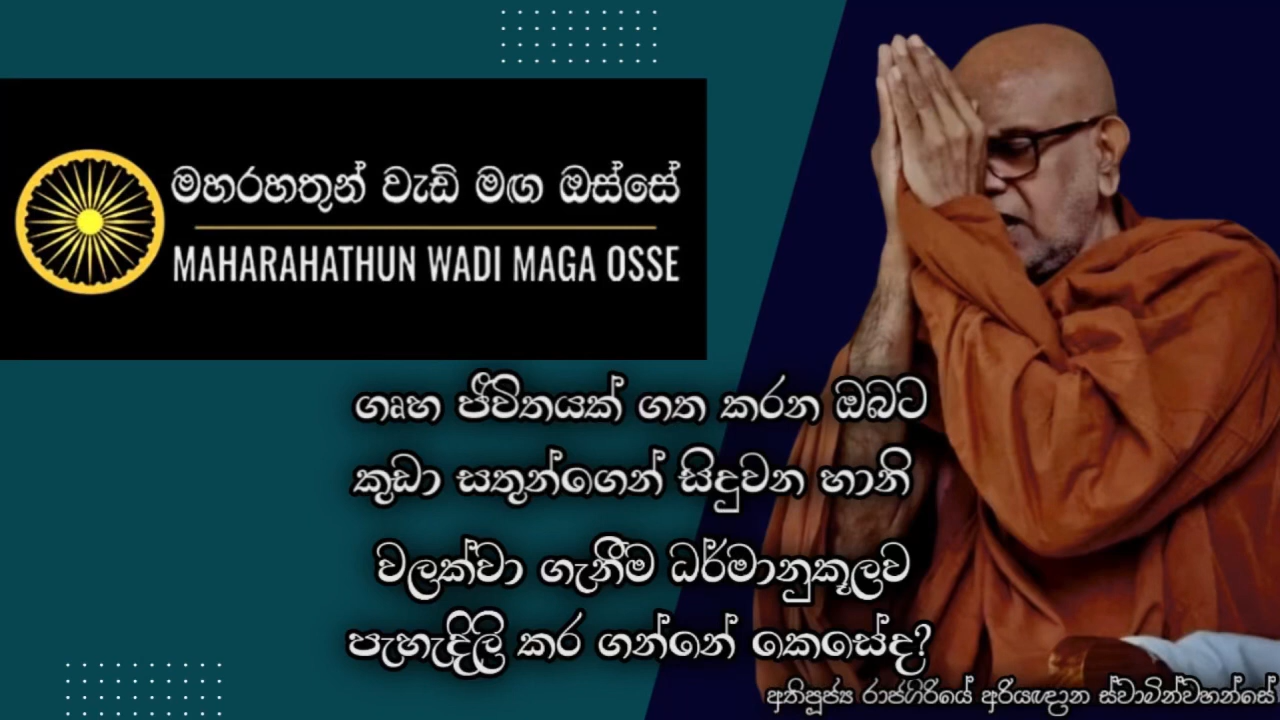 මහරහතුන් වැඩි මඟ ඔස්සේ
MAHARAHATHUN WADI MAGA OSSE
ගෘහ ජීවිතයක් ගත කරන ඔබට
කුඩා සතුන්ගෙන් සිදුවන හානි
වලක්වා ගැනීම ධර්මානුකූලව
පැහැදිලි කර ගන්නේ කෙසේද?
අතිපූජ්‍ය රාජගිරියේ අරියඥාන ස්වාමින්වහන්සේ